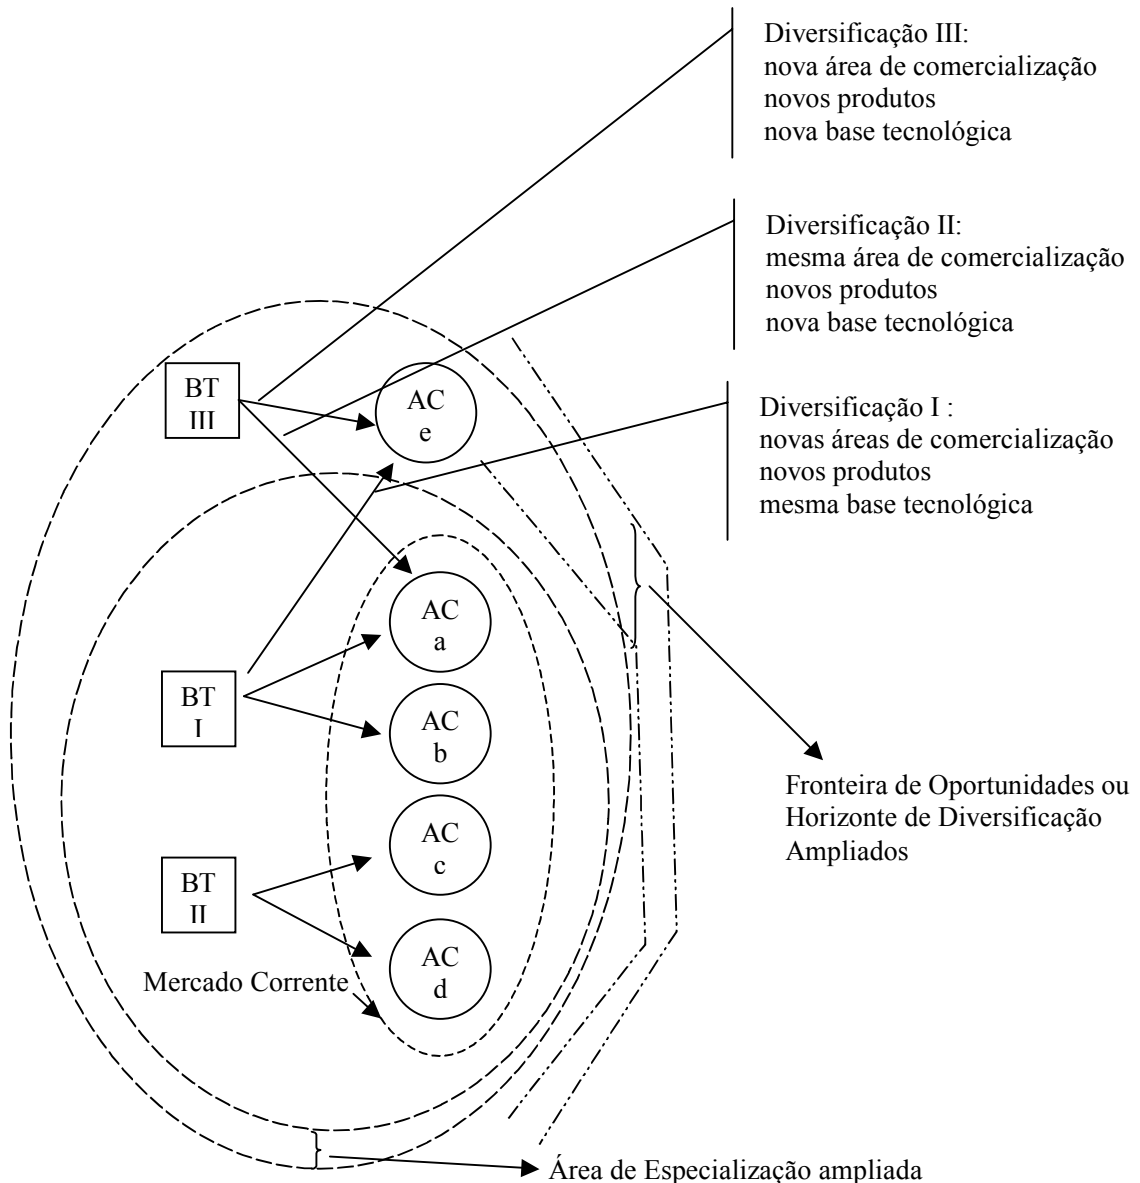 Diversificação III:
nova área de comercialização
novos produtos
nova base tecnológica
Diversificação II:
mesma área de comercialização
novos produtos
nova base tecnológica
Diversificação I :
novas áreas de comercialização
novos produtos
mesma base tecnológica
BT
III
AC
e
AC
a
BT
I
AC
b
Fronteira de Oportunidades ou
Horizonte de Diversificação
Ampliados
AC
c
BT
II
AC
d
Mercado Corrente
Área de Especialização ampliada